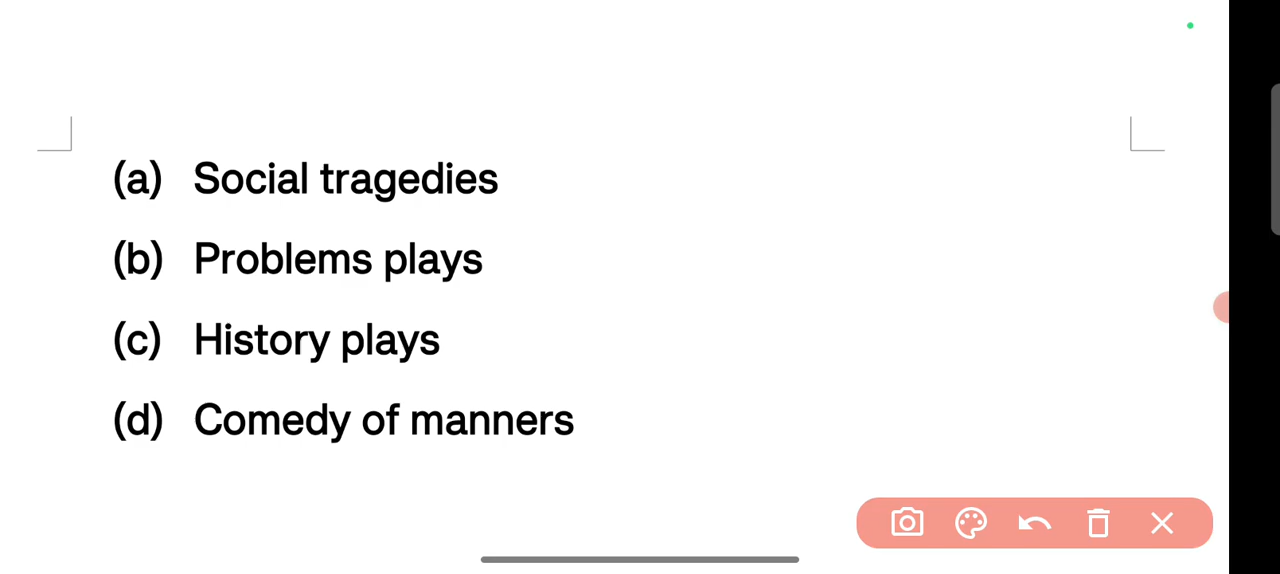 (a) Social tragedies
(b) Problems plays
(c) History plays
(d) Comedy of manners